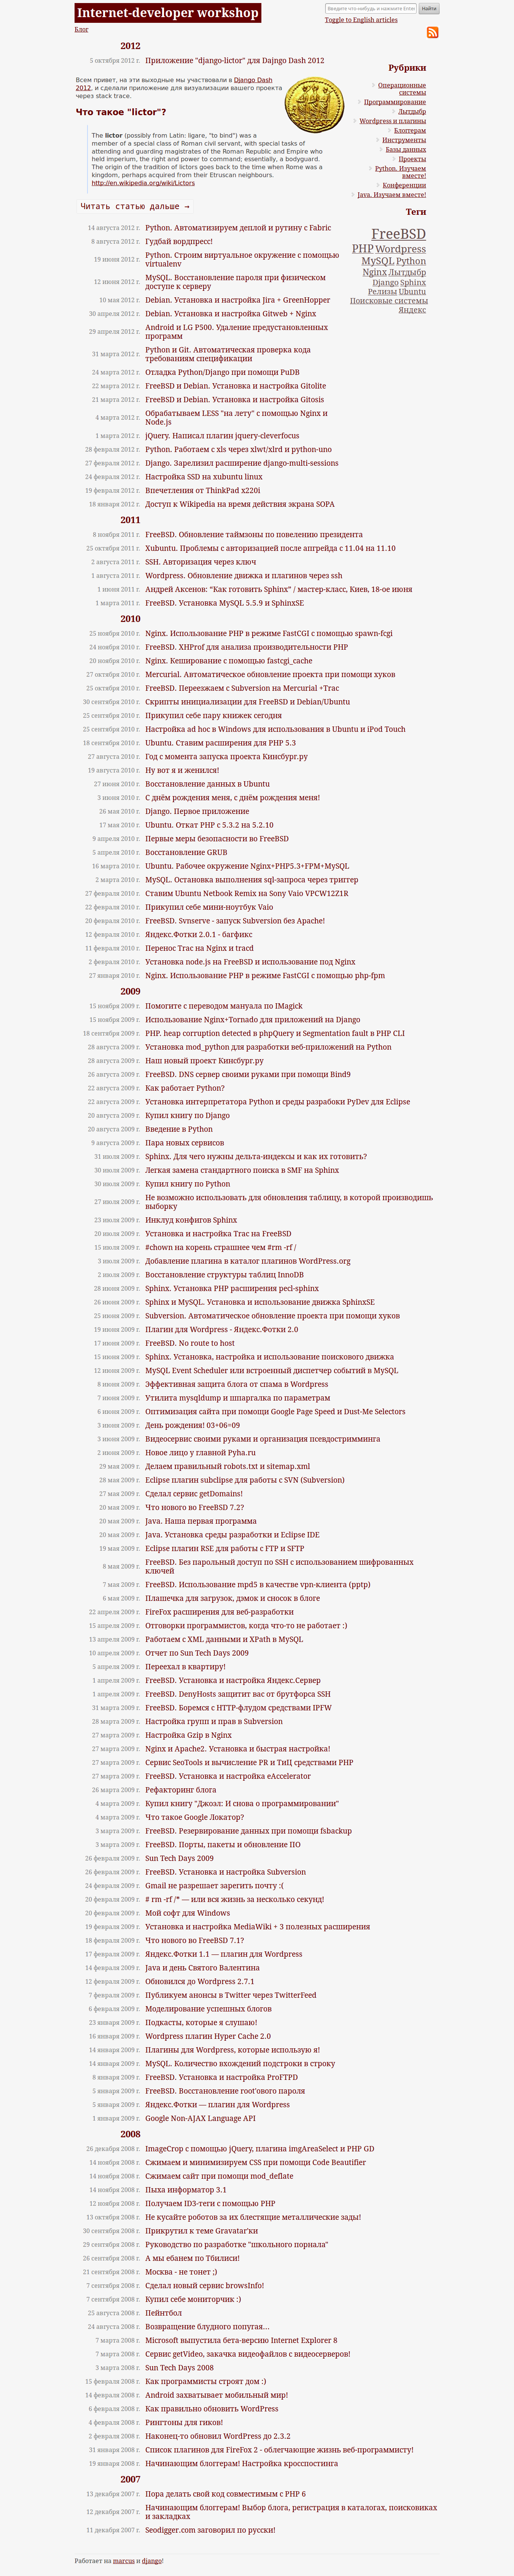 Internet-developer workshop
Введите что-нибудь и нажмите Enter
Найти
Toggle to English articles
Блог
2012
5 октября 2012 г. Приложение "django-lictor" для Dajngo Dash 2012
Всем привет, на эти выходные мы участвовали в Django Dash
2012, и сделали приложение для визуализации вашего проекта
через stack trace.
Что такое "lictor"?
The lictor (possibly from Latin: ligare, "to bind") was a
member of a special class of Roman civil servant, with special tasks of
attending and guarding magistrates of the Roman Republic and Empire who
held imperium, the right and power to command; essentially, a bodyguard.
The origin of the tradition of lictors goes back to the time when Rome was a
kingdom, perhaps acquired from their Etruscan neighbours.
http://en.wikipedia.org/wiki/Lictors
Читать статью дальше →
14 августа 2012 г. Python. Автоматизируем деплой и рутину с Fabric
8 августа 2012 г. Гудбай вордпресс!
19 июня 2012 г. Python. Строим виртуальное окружение с помощью
virtualenv
12 июня 2012 г. MySQL. Восстановление пароля при физическом
доступе к серверу
10 мая 2012 г. Debian. Установка и настройка Jira + GreenHopper
30 апреля 2012 г. Debian. Установка и настройка Gitweb + Nginx
29 апреля 2012 г. Android и LG P500. Удаление предустановленных
программ
31 марта 2012 г. Python и Git. Автоматическая проверка кода
требованиям спецификации
24 марта 2012 г. Отладка Python/Django при помощи PuDB
22 марта 2012 г. FreeBSD и Debian. Установка и настройка Gitolite
21 марта 2012 г. FreeBSD и Debian. Установка и настройка Gitosis
4 марта 2012 г. Обрабатываем LESS "на лету" с помощью Nginx и
Node.js
1 марта 2012 г. jQuery. Написал плагин jquery-cleverfocus
28 февраля 2012 г. Python. Работаем с xls через xlwt/xlrd и python-uno
27 февраля 2012 г. Django. Зарелизил расширение django-multi-sessions
24 февраля 2012 г. Настройка SSD на xubuntu linux
19 февраля 2012 г. Впечетления от ThinkPad x220i
18 января 2012 г. Доступ к Wikipedia на время действия экрана SOPA
2011
8 ноября 2011 г. FreeBSD. Обновление таймзоны по повелению президента
25 октября 2011 г. Xubuntu. Проблемы с авторизацией после апгрейда с 11.04 на 11.10
2 августа 2011 г. SSH. Авторизация через ключ
1 августа 2011 г. Wordpress. Обновление движка и плагинов через ssh
1 июня 2011 г. Андрей Аксенов: "Как готовить Sphinx" / мастер-класс, Киев, 18-ое июня
1 марта 2011 г. FreeBSD. Установка MySQL 5.5.9 и SphinxSE
2010
25 ноября 2010 г. Nginx. Использование PHP в режиме FastCGI с помощью spawn-fcgi
24 ноября 2010 г. FreeBSD. XHProf для анализа производительности PHP
20 ноября 2010 г. Nginx. Кеширование с помощью fastcgi_cache
27 октября 2010 г. Mercurial. Автоматическое обновление проекта при помощи хуков
25 октября 2010 г. FreeBSD. Переезжаем с Subversion на Mercurial +Trac
30 сентября 2010 г. Скрипты инициализации для FreeBSD и Debian/Ubuntu
25 сентября 2010 г. Прикупил себе пару книжек сегодня
25 сентября 2010 г. Настройка ad hoc в Windows для использования в Ubuntu и iPod Touch
18 сентября 2010 г. Ubuntu. Ставим расширения для PHP 5.3
27 августа 2010 г. Год с момента запуска проекта Кинсбург.ру
19 августа 2010 г. Ну вот я и женился!
27 июня 2010 г. Восстановление данных в Ubuntu
3 июня 2010 г. С днём рождения меня, с днём рождения меня!
26 мая 2010 г. Django. Первое приложение
17 мая 2010 г. Ubuntu. Откат PHP с 5.3.2 на 5.2.10
9 апреля 2010 г. Первые меры безопасности во FreeBSD
5 апреля 2010 г. Восстановление GRUB
16 марта 2010 г. Ubuntu. Рабочее окружение Nginx+PHP5.3+FPM+MySQL
2 марта 2010 г. MySQL. Остановка выполнения sql-запроса через триггер
27 февраля 2010 г. Ставим Ubuntu Netbook Remix на Sony Vaio VPCW12Z1R
22 февраля 2010 г. Прикупил себе мини-ноутбук Vaio
20 февраля 2010 г. FreeBSD. Svnserve - запуск Subversion без Apache!
12 февраля 2010 г. Яндекс.Фотки 2.0.1 - багфикс
11 февраля 2010 г. Перенос Trac на Nginx и tracd
2 февраля 2010 г. Установка node.js на FreeBSD и использование под Nginx
27 января 2010 г. Nginx. Использование PHP в режиме FastCGI с помощью php-fpm
2009
15 ноября 2009 г. Помогите с переводом мануала по IMagick
15 ноября 2009 г. Использование Nginx+Tornado для приложений на Django
18 сентября 2009 г. PHP. heap corruption detected в phpQuery и Segmentation fault в PHP CLI
28 августа 2009 г. Установка mod_python для разработки веб-приложений на Python
28 августа 2009 г. Наш новый проект Кинсбург.ру
26 августа 2009 г. FreeBSD. DNS сервер своими руками при помощи Bind9
22 августа 2009 г. Как работает Python?
22 августа 2009 г. Установка интерпретатора Python и среды разрабоки PyDev для Eclipse
20 августа 2009 г. Купил книгу по Django
20 августа 2009 г. Введение в Python
9 августа 2009 г. Пара новых сервисов
31 июля 2009 г. Sphinx. Для чего нужны дельта-индексы и как их готовить?
30 июля 2009 г. Легкая замена стандартного поиска в SMF на Sphinx
30 июля 2009 г. Купил книгу по Python
27 июля 2009 г. Не возможно использовать для обновления таблицу, в которой производишь
выборку
23 июля 2009 г. Инклуд конфигов Sphinx
20 июля 2009 г. Установка и настройка Trac на FreeBSD
15 июля 2009 г. #chown на корень страшнее чем #rm -rf /
3 июля 2009 г. Добавление плагина в каталог плагинов WordPress.org
2 июля 2009 г. Восстановление структуры таблиц InnoDB
28 июня 2009 г. Sphinx. Установка PHP расширения pecl-sphinx
26 июня 2009 г. Sphinx и MySQL. Установка и использование движка SphinxSE
25 июня 2009 г. Subversion. Автоматическое обновление проекта при помощи хуков
19 июня 2009 г. Плагин для Wordpress - Яндекс.Фотки 2.0
17 июня 2009 г. FreeBSD. No route to host
15 июня 2009 г. Sphinx. Установка, настройка и использование поискового движка
12 июня 2009 г. MySQL Event Scheduler или встроенный диспетчер событий в MySQL
8 июня 2009 г. Эффективная защита блога от спама в Wordpress
7 июня 2009 г. Утилита mysqldump и шпаргалка по параметрам
6 июня 2009 г. Оптимизация сайта при помощи Google Page Speed и Dust-Me Selectors
3 июня 2009 г. День рождения! 03+06=09
3 июня 2009 г. Видеосервис своими руками и организация псевдостримминга
2 июня 2009 г. Новое лицо у главной Pyha.ru
29 мая 2009 г. Делаем правильный robots.txt и sitemap.xml
28 мая 2009 г. Eclipse плагин subclipse для работы с SVN (Subversion)
27 мая 2009 г. Сделал сервис getDomains!
20 мая 2009 г. Что нового во FreeBSD 7.2?
20 мая 2009 г. Java. Наша первая программа
20 мая 2009 г. Java. Установка среды разработки и Eclipse IDE
19 мая 2009 г. Eclipse плагин RSE для работы с FTP и SFTP
8 мая 2009 г. FreeBSD. Без парольный доступ по SSH с использованием шифрованных
ключей
7 мая 2009 г. FreeBSD. Использование mpd5 в качестве vpn-клиента (pptp)
6 мая 2009 г. Плашечка для загрузок, дэмок и сносок в блоге
22 апреля 2009 г. FireFox расширения для веб-разработки
15 апреля 2009 г. Отговорки программистов, когда что-то не работает :)
13 апреля 2009 г. Работаем с XML данными и XPath в MySQL
10 апреля 2009 г. Отчет по Sun Tech Days 2009
5 апреля 2009 г. Переехал в квартиру!
1 апреля 2009 г. FreeBSD. Установка и настройка Яндекс.Сервер
1 апреля 2009 г. FreeBSD. DenyHosts защитит вас от брутфорса SSH
31 марта 2009 г. FreeBSD. Боремся с HTTP-флудом средствами IPFW
28 марта 2009 г. Настройка групп и прав в Subversion
27 марта 2009 г. Настройка Gzip в Nginx
27 марта 2009 г. Nginx и Apache2. Установка и быстрая настройка!
27 марта 2009 г. Сервис SeoTools и вычисление PR и ТиЦ средствами PHP
27 марта 2009 г. FreeBSD. Установка и настройка eAccelerator
26 марта 2009 г. Рефакторинг блога
4 марта 2009 г. Купил книгу "Джоэл: И снова о программировании"
4 марта 2009 г. Что такое Google Локатор?
3 марта 2009 г. FreeBSD. Резервирование данных при помощи fsbackup
3 марта 2009 г. FreeBSD. Порты, пакеты и обновление ПО
26 февраля 2009 г. Sun Tech Days 2009
26 февраля 2009 г. FreeBSD. Установка и настройка Subversion
24 февраля 2009 г. Gmail не разрешает зарегить почту :(
20 февраля 2009 г. # rm -rf /* — или вся жизнь за несколько секунд!
20 февраля 2009 г. Мой софт для Windows
19 февраля 2009 г. Установка и настройка MediaWiki + 3 полезных расширения
18 февраля 2009 г. Что нового во FreeBSD 7.1?
17 февраля 2009 г. Яндекс.Фотки 1.1 — плагин для Wordpress
14 февраля 2009 г. Java и день Святого Валентина
12 февраля 2009 г. Обновился до Wordpress 2.7.1
7 февраля 2009 г. Публикуем анонсы в Twitter через TwitterFeed
6 февраля 2009 г. Моделирование успешных блогов
23 января 2009 г. Подкасты, которые я слушаю!
16 января 2009 г. Wordpress плагин Hyper Cache 2.0
14 января 2009 г. Плагины для Wordpress, которые использую я!
14 января 2009 г. MySQL. Количество вхождений подстроки в строку
8 января 2009 г. FreeBSD. Установка и настройка ProFTPD
5 января 2009 г. FreeBSD. Восстановление root'ового пароля
5 января 2009 г. Яндекс.Фотки — плагин для Wordpress
1 января 2009 г. Google Non-AJAX Language API
2008
26 декабря 2008 г. ImageCrop с помощью jQuery, плагина imgAreaSelect и PHP GD
14 ноября 2008 г. Сжимаем и минимизируем CSS при помощи Code Beautifier
14 ноября 2008 г. Сжимаем сайт при помощи mod_deflate
14 ноября 2008 г. Пыха информатор 3.1
12 ноября 2008 г. Получаем ID3-теги с помощью PHP
13 октября 2008 г. Не кусайте роботов за их блестящие металлические зады!
30 сентября 2008 г. Прикрутил к теме Gravatar'ки
29 сентября 2008 г. Руководство по разработке "школьного порнала"
26 сентября 2008 г. А мы ебанем по Тбилиси!
21 сентября 2008 г. Москва - не тонет ;)
7 сентября 2008 г. Сделал новый сервис browsInfo!
7 сентября 2008 г. Купил себе мониторчик :)
25 августа 2008 г. Пейнтбол
24 августа 2008 г. Возвращение блудного попугая...
7 марта 2008 г. Microsoft выпустила бета-версию Internet Explorer 8
7 марта 2008 г. Сервис getVideo, закачка видеофайлов с видеосерверов!
3 марта 2008 г. Sun Tech Days 2008
15 февраля 2008 г. Как программисты строят дом :)
14 февраля 2008 г. Android захватывает мобильный мир!
6 февраля 2008 г. Как правильно обновить WordPress
4 февраля 2008 г. Рингтоны для гиков!
2 февраля 2008 г. Наконец-то обновил WordPress до 2.3.2
31 января 2008 г. Список плагинов для FireFox 2 - облегчающие жизнь веб-программисту!
19 января 2008 г. Начинающим блоггерам! Настройка кросспостинга
2007
13 декабря 2007 г. Пора делать свой код совместимым с PHP 6
12 декабря 2007 г. Начинающим блоггерам! Выбор блога, регистрация в каталогах, поисковиках
и закладках
11 декабря 2007 г. Seodigger.com заговорил по русски!
Рубрики
Операционные
системы
Программирование
Лытдыбр
Wordpress и плагины
Блоггерам
Инструменты
Базы данных
Проекты
Python. Изучаем
вместе!
Конференции
Java. Изучаем вместе!
Теги
FreeBSD
PHP Wordpress
MySQL Python
Nginx Лытдыбр
Django Sphinx
Релизы Ubuntu
Поисковые системы
Яндекс
Работает на marcus и django!